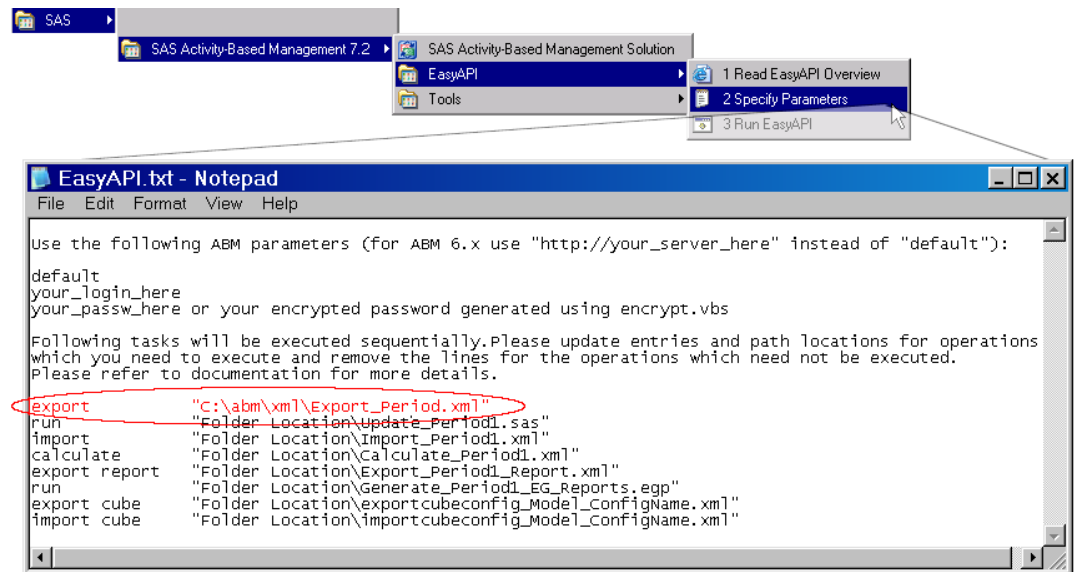 SAS
SAS Activity-Based Management 7.2
SAS Activity-Based Management Solution
EasyAPI
1 Read EasyAPI Overview
Tools
2 Specify Parameters
3 Run EasyAPI
EasyAPI.txt - Notepad
File Edit Format View Help
Use the following ABM parameters (for ABM 6.x use "http://your_server_here" instead of "default"):
default
your_login_here
your_passw_here or your encrypted password generated using encrypt.vbs
Following tasks will be executed sequentially.Please update entries and path locations for operations
which you need to execute and remove the lines for the operations which need not be executed.
Please refer to documentation for more details.
export "C:\abm\xml\Export_Period.xml"
run "Folder Location\Update_Period1.sas"
import "Folder Location\Import_Period1.xml"
calculate "Folder Location\Calculate_Period1.xml"
export report "Folder Location\Export_Period1_Report.xml"
run "Folder Location\Generate_Period1_EG_Reports.egp"
export cube "Folder Location\exportcubeconfig_Model_ConfigName.xml"
import cube "Folder Location\importcubeconfig_Model_ConfigName.xml"